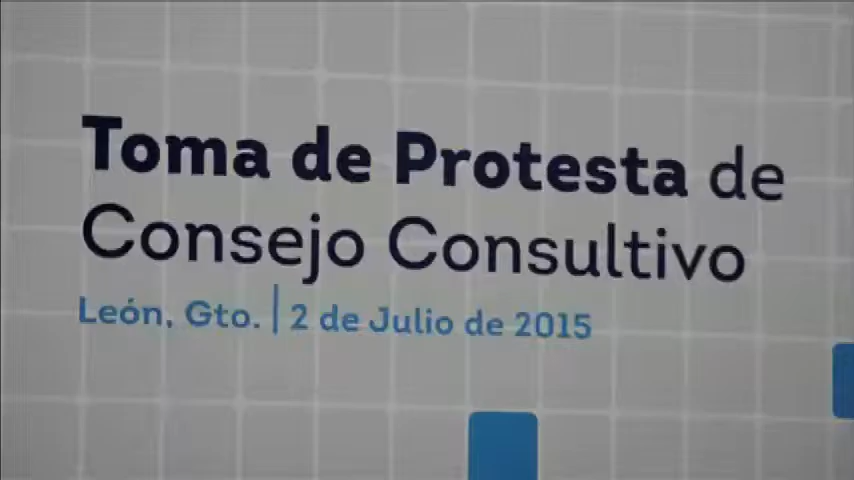 Toma de Protesta de
Consejo Consultivo
León, Gto. | 2 de Julio de 2015